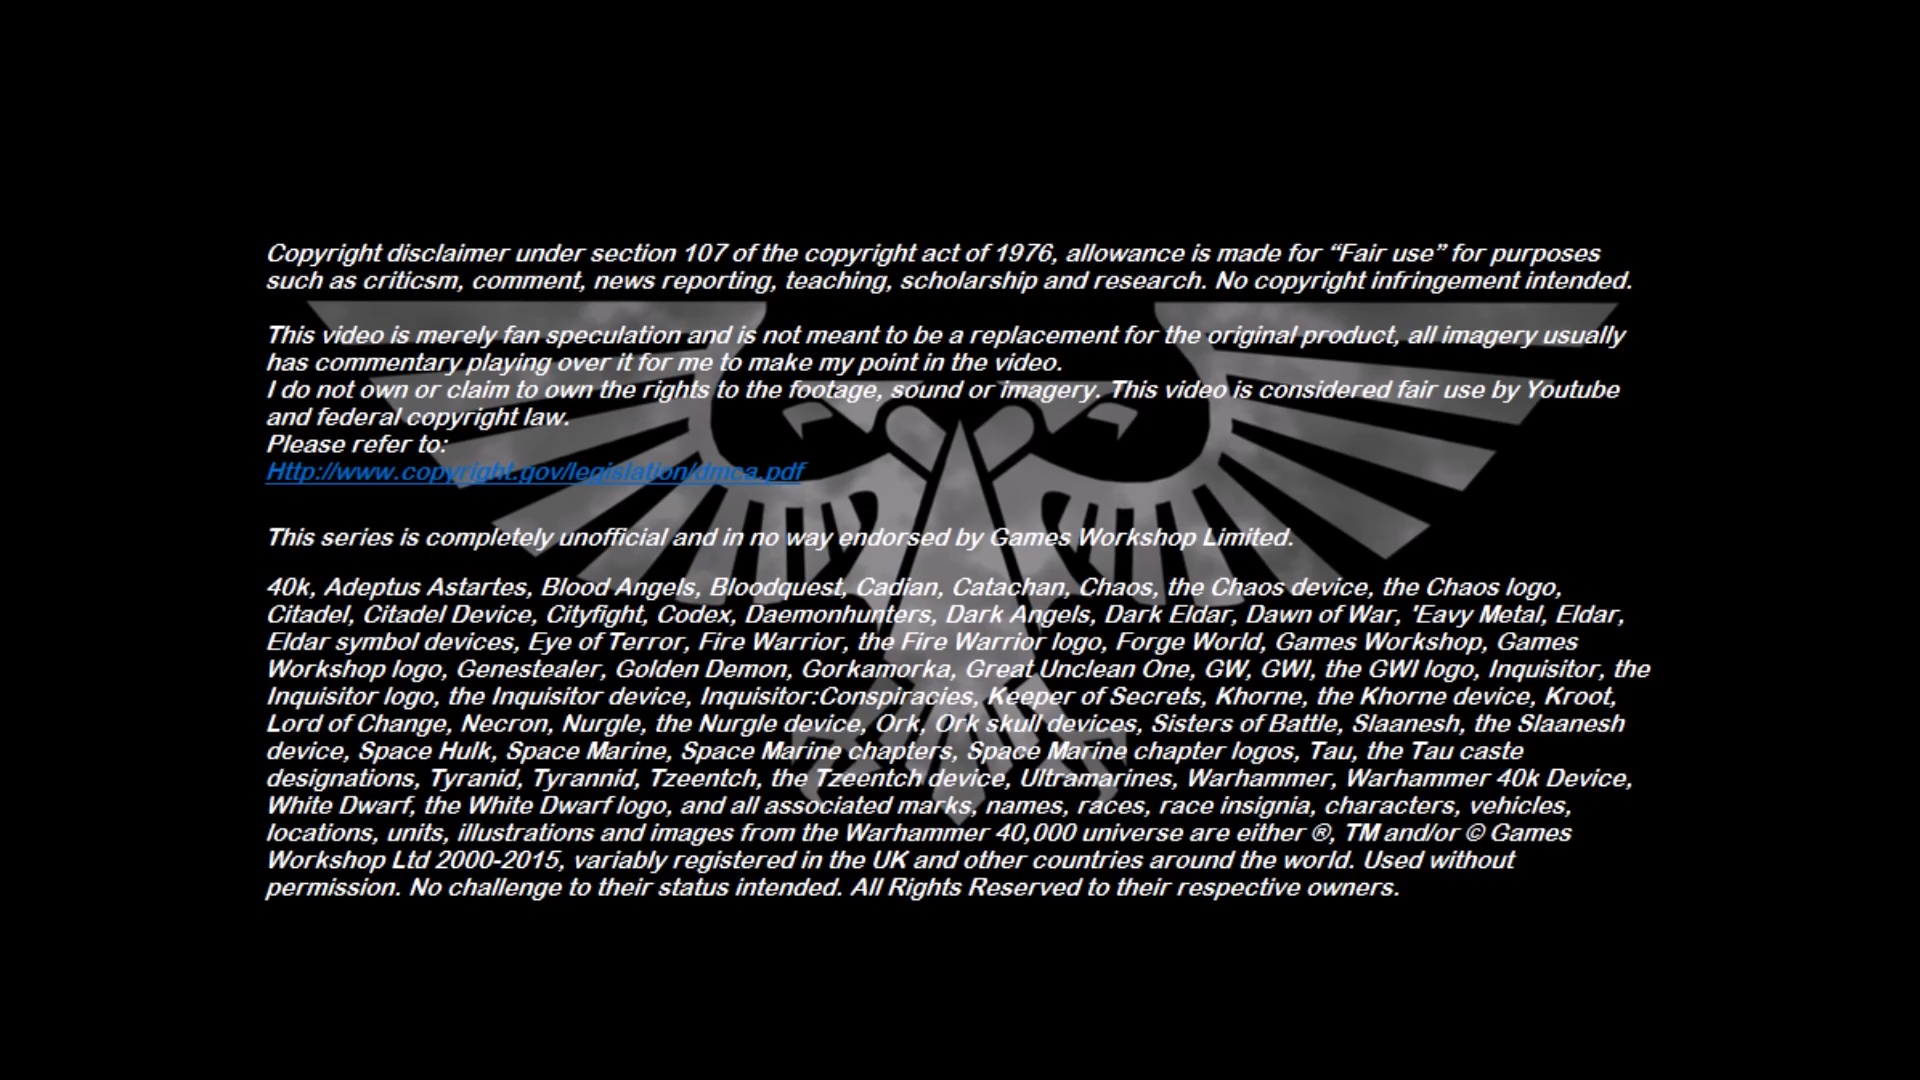 Copyright disclaimer under section 107 of the copyright act of 1976, allowance is made for “Fair use” for purposes
such as criticsm, comment, news reporting, teaching, scholarship and research. No copyright infringement intended.
This video is merely fan speculation and is not meant to be a replacement for the original product, all imagery usually
has commentary playing over it for me to make my point in the video.
I do not own or claim to own the rights to the footage, sound or imagery. This video is considered fair use by Youtube
and federal copyright law.
Please refer to:
Http://www.copyright.gov/legislation/dmca.pdf
This series is completely unofficial and in no way endorsed by Games Workshop Limited.
40k, Adeptus Astartes, Blood Angels, Bloodquest, Cadian, Catachan, Chaos, the Chaos device, the Chaos logo,
Citadel, Citadel Device, Cityfight, Codex, Daemonhunters, Dark Angels, Dark Eldar, Dawn of War, 'Eavy Metal, Eldar,
Eldar symbol devices, Eye of Terror, Fire Warrior, the Fire Warrior logo, Forge World, Games Workshop, Games
Workshop logo, Genestealer, Golden Demon, Gorkamorka, Great Unclean One, GW, GWI, the GWI logo, Inquisitor, the
Inquisitor logo, the Inquisitor device, Inquisitor:Conspiracies, Keeper of Secrets, Khorne, the Khorne device, Kroot,
Lord of Change, Necron, Nurgle, the Nurgle device, Ork, Ork skull devices, Sisters of Battle, Slaanesh, the Slaanesh
device, Space Hulk, Space Marine, Space Marine chapters, Space Marine chapter logos, Tau, the Tau caste
designations, Tyranid, Tyrannid, Tzeentch, the Tzeentch device, Ultramarines, Warhammer, Warhammer 40k Device,
White Dwarf, the White Dwarf logo, and all associated marks, names, races, race insignia, characters, vehicles,
locations, units, illustrations and images from the Warhammer 40,000 universe are either ®, TM and/or © Games
Workshop Ltd 2000-2015, variably registered in the UK and other countries around the world. Used without
permission. No challenge to their status intended. All Rights Reserved to their respective owners.